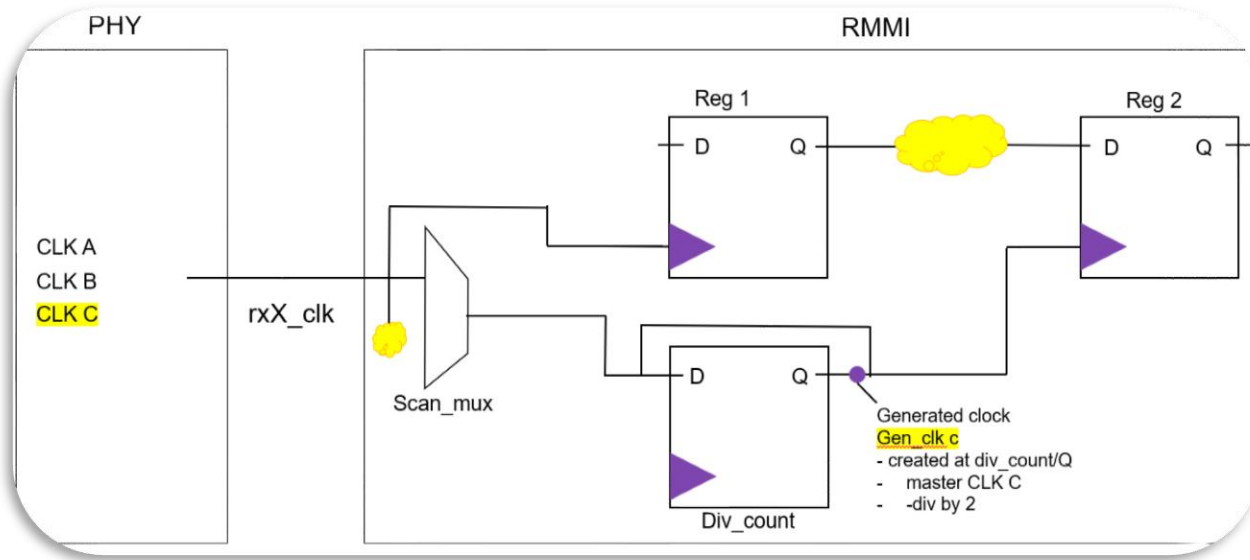 PHY
RMMI
Reg 1
D Q
Reg 2
D Q
CLK A
CLK B
CLK C
rxX_clk
Scan_mux
D Q
Div_count
Generated clock
Gen_clk c
- created at div_count/Q
- master CLK C
- -div by 2